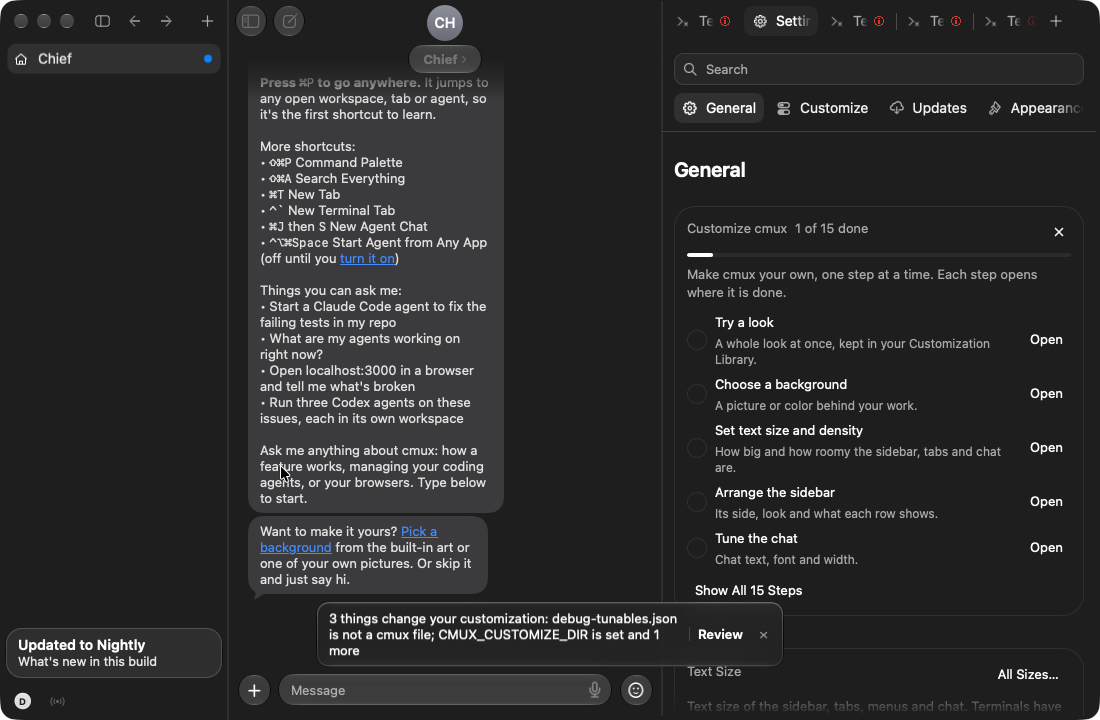 Chief
CH
Chief
Press ⌘P to go anywhere. It jumps to
any open workspace, tab or agent, so
it's the first shortcut to learn.
More shortcuts:
• ⇧⌘P Command Palette
• ⇧⌘A Search Everything
• ⌘T New Tab
• ^` New Terminal Tab
• ⌘J then S New Agent Chat
• ^⌥⌘Space Start Agent from Any App
(off until you turn it on)
Things you can ask me:
• Start a Claude Code agent to fix the
failing tests in my repo
• What are my agents working on
right now?
• Open localhost:3000 in a browser
and tell me what's broken
• Run three Codex agents on these
issues, each in its own workspace
Ask me anything about cmux: how a
feature works, managing your coding
agents, or your browsers. Type below
to start.
Want to make it yours? Pick a
background from the built-in art or
one of your own pictures. Or skip it
and just say hi.
3 things change your customization: debug-tunables.json
is not a cmux file; CMUX_CUSTOMIZE_DIR is set and 1
more
Review
Message
Updated to Nightly
What's new in this build
D
Te
Settin
Te
Te
Te
Search
General
Customize
Updates
Appearanc
General
Customize cmux 1 of 15 done
Make cmux your own, one step at a time. Each step opens
where it is done.
Try a look
A whole look at once, kept in your Customization
Library.
Open
Choose a background
A picture or color behind your work.
Open
Set text size and density
How big and how roomy the sidebar, tabs and chat
are.
Open
Arrange the sidebar
Its side, look and what each row shows.
Open
Tune the chat
Chat text, font and width.
Open
Show All 15 Steps
Text Size
All Sizes...
Text size of the sidebar, tabs, menus and chat. Terminals have